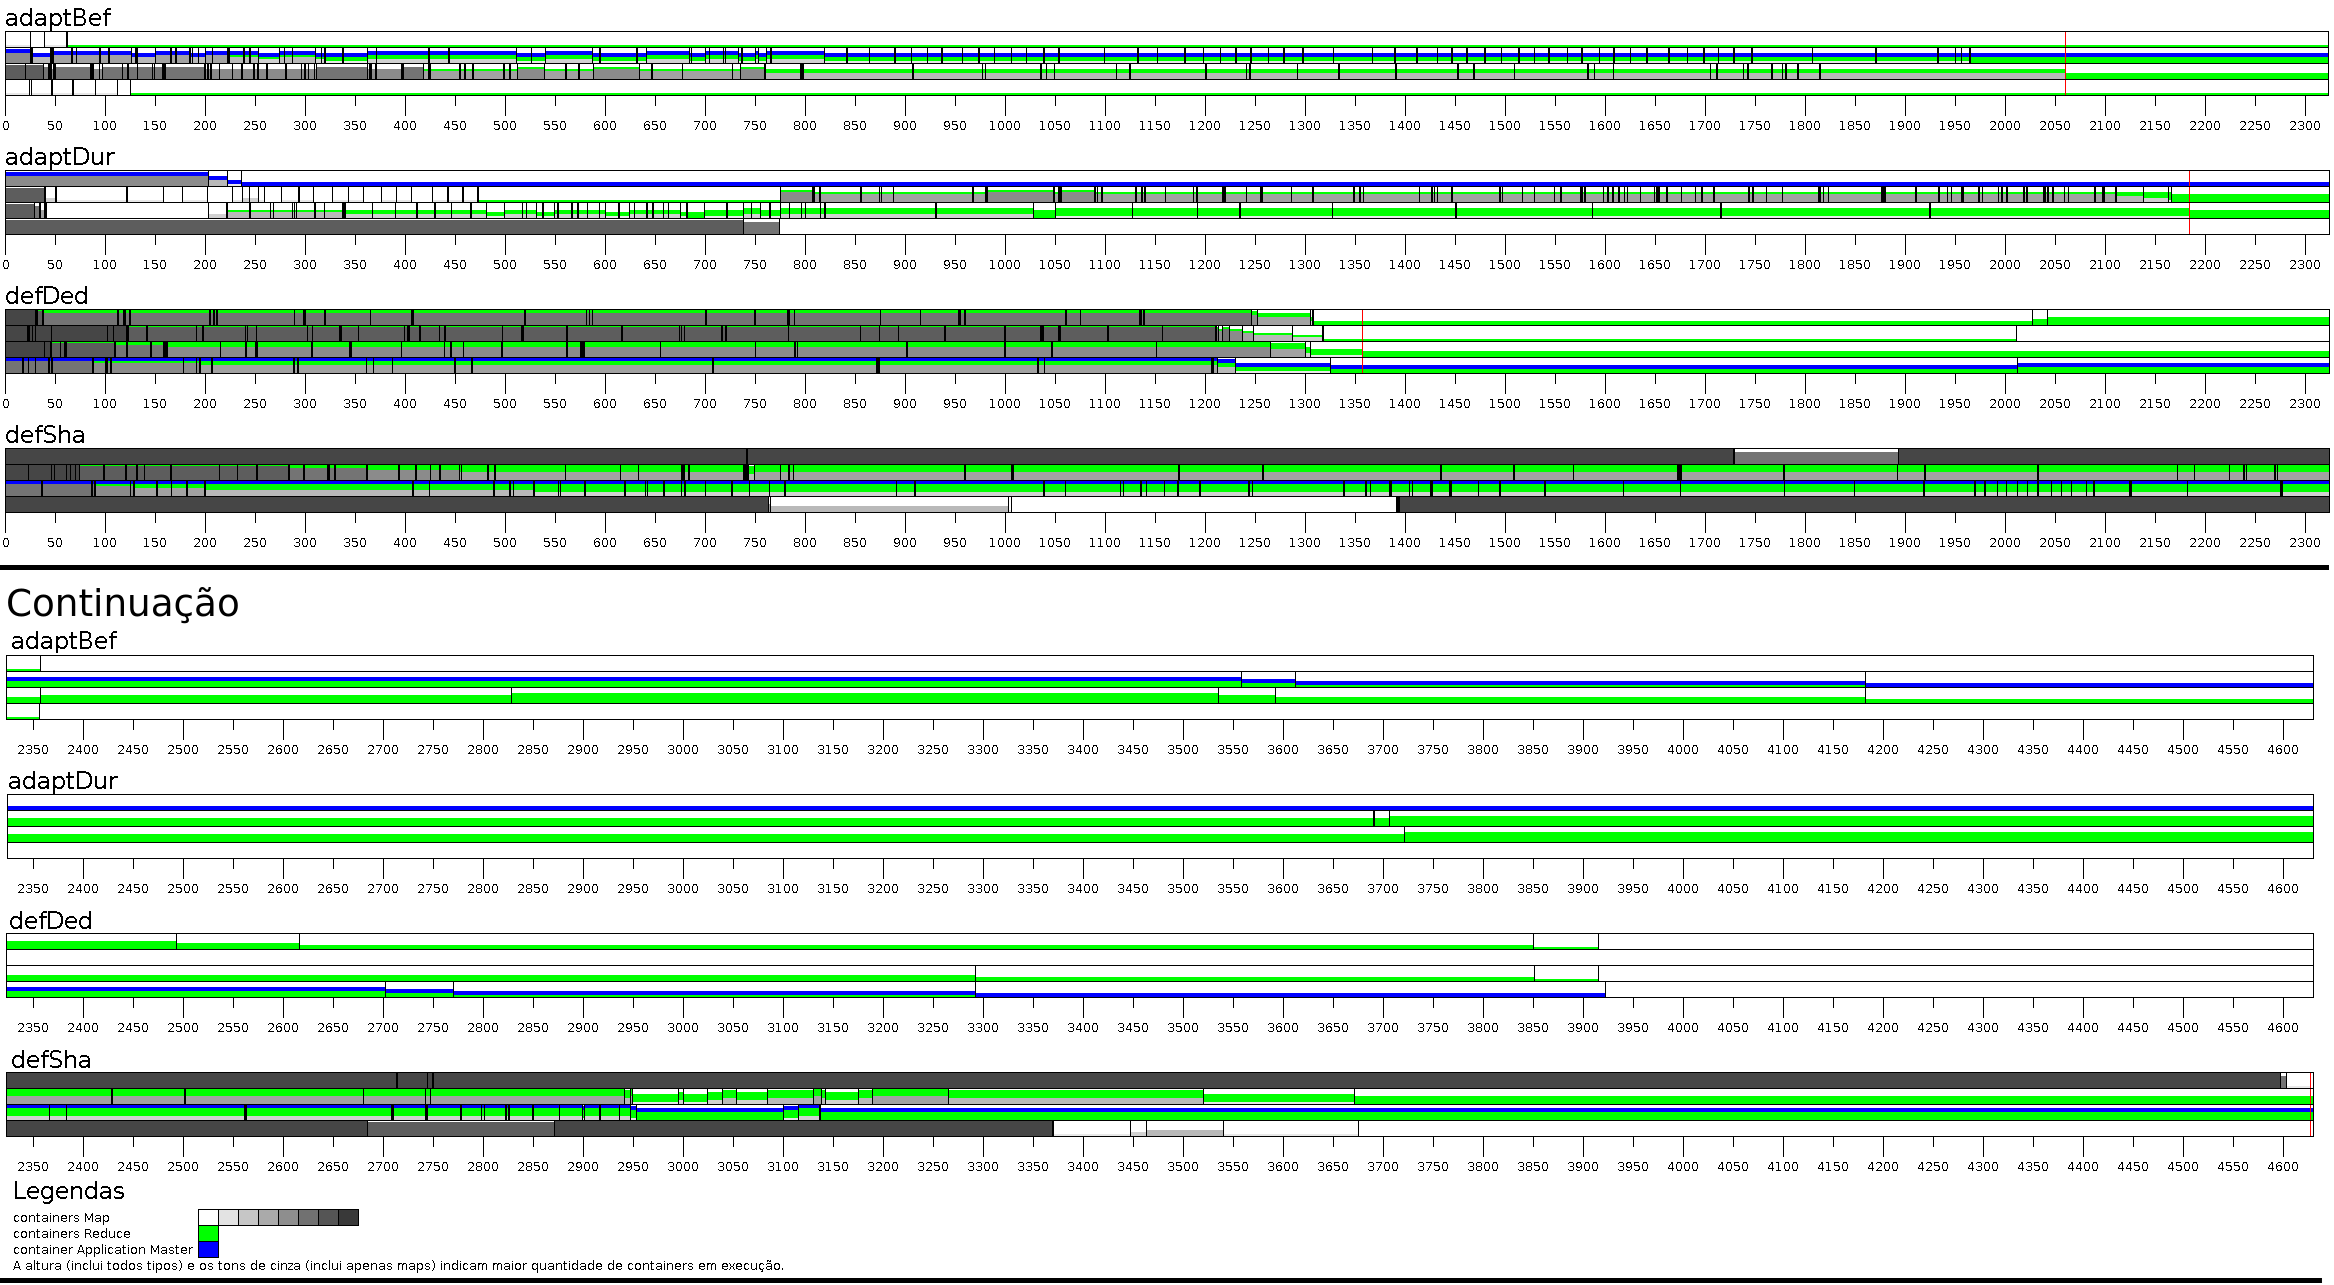 adaptBef
0 50 100 150 200 250 300 350 400 450 500 550 600 650 700 750 800 850 900 950 1000 1050 1100 1150 1200 1250 1300 1350 1400 1450 1500 1550 1600 1650 1700 1750 1800 1850 1900 1950 2000 2050 2100 2150 2200 2250 2300
adaptDur
0 50 100 150 200 250 300 350 400 450 500 550 600 650 700 750 800 850 900 950 1000 1050 1100 1150 1200 1250 1300 1350 1400 1450 1500 1550 1600 1650 1700 1750 1800 1850 1900 1950 2000 2050 2100 2150 2200 2250 2300
defDed
0 50 100 150 200 250 300 350 400 450 500 550 600 650 700 750 800 850 900 950 1000 1050 1100 1150 1200 1250 1300 1350 1400 1450 1500 1550 1600 1650 1700 1750 1800 1850 1900 1950 2000 2050 2100 2150 2200 2250 2300
defSha
0 50 100 150 200 250 300 350 400 450 500 550 600 650 700 750 800 850 900 950 1000 1050 1100 1150 1200 1250 1300 1350 1400 1450 1500 1550 1600 1650 1700 1750 1800 1850 1900 1950 2000 2050 2100 2150 2200 2250 2300
Continuação
adaptBef
2350 2400 2450 2500 2550 2600 2650 2700 2750 2800 2850 2900 2950 3000 3050 3100 3150 3200 3250 3300 3350 3400 3450 3500 3550 3600 3650 3700 3750 3800 3850 3900 3950 4000 4050 4100 4150 4200 4250 4300 4350 4400 4450 4500 4550 4600
adaptDur
2350 2400 2450 2500 2550 2600 2650 2700 2750 2800 2850 2900 2950 3000 3050 3100 3150 3200 3250 3300 3350 3400 3450 3500 3550 3600 3650 3700 3750 3800 3850 3900 3950 4000 4050 4100 4150 4200 4250 4300 4350 4400 4450 4500 4550 4600
defDed
2350 2400 2450 2500 2550 2600 2650 2700 2750 2800 2850 2900 2950 3000 3050 3100 3150 3200 3250 3300 3350 3400 3450 3500 3550 3600 3650 3700 3750 3800 3850 3900 3950 4000 4050 4100 4150 4200 4250 4300 4350 4400 4450 4500 4550 4600
defSha
2350 2400 2450 2500 2550 2600 2650 2700 2750 2800 2850 2900 2950 3000 3050 3100 3150 3200 3250 3300 3350 3400 3450 3500 3550 3600 3650 3700 3750 3800 3850 3900 3950 4000 4050 4100 4150 4200 4250 4300 4350 4400 4450 4500 4550 4600
Legendas
containers Map
containers Reduce
container Application Master
A altura (inclui todos tipos) e os tons de cinza (inclui apenas maps) indicam maior quantidade de containers em execução.